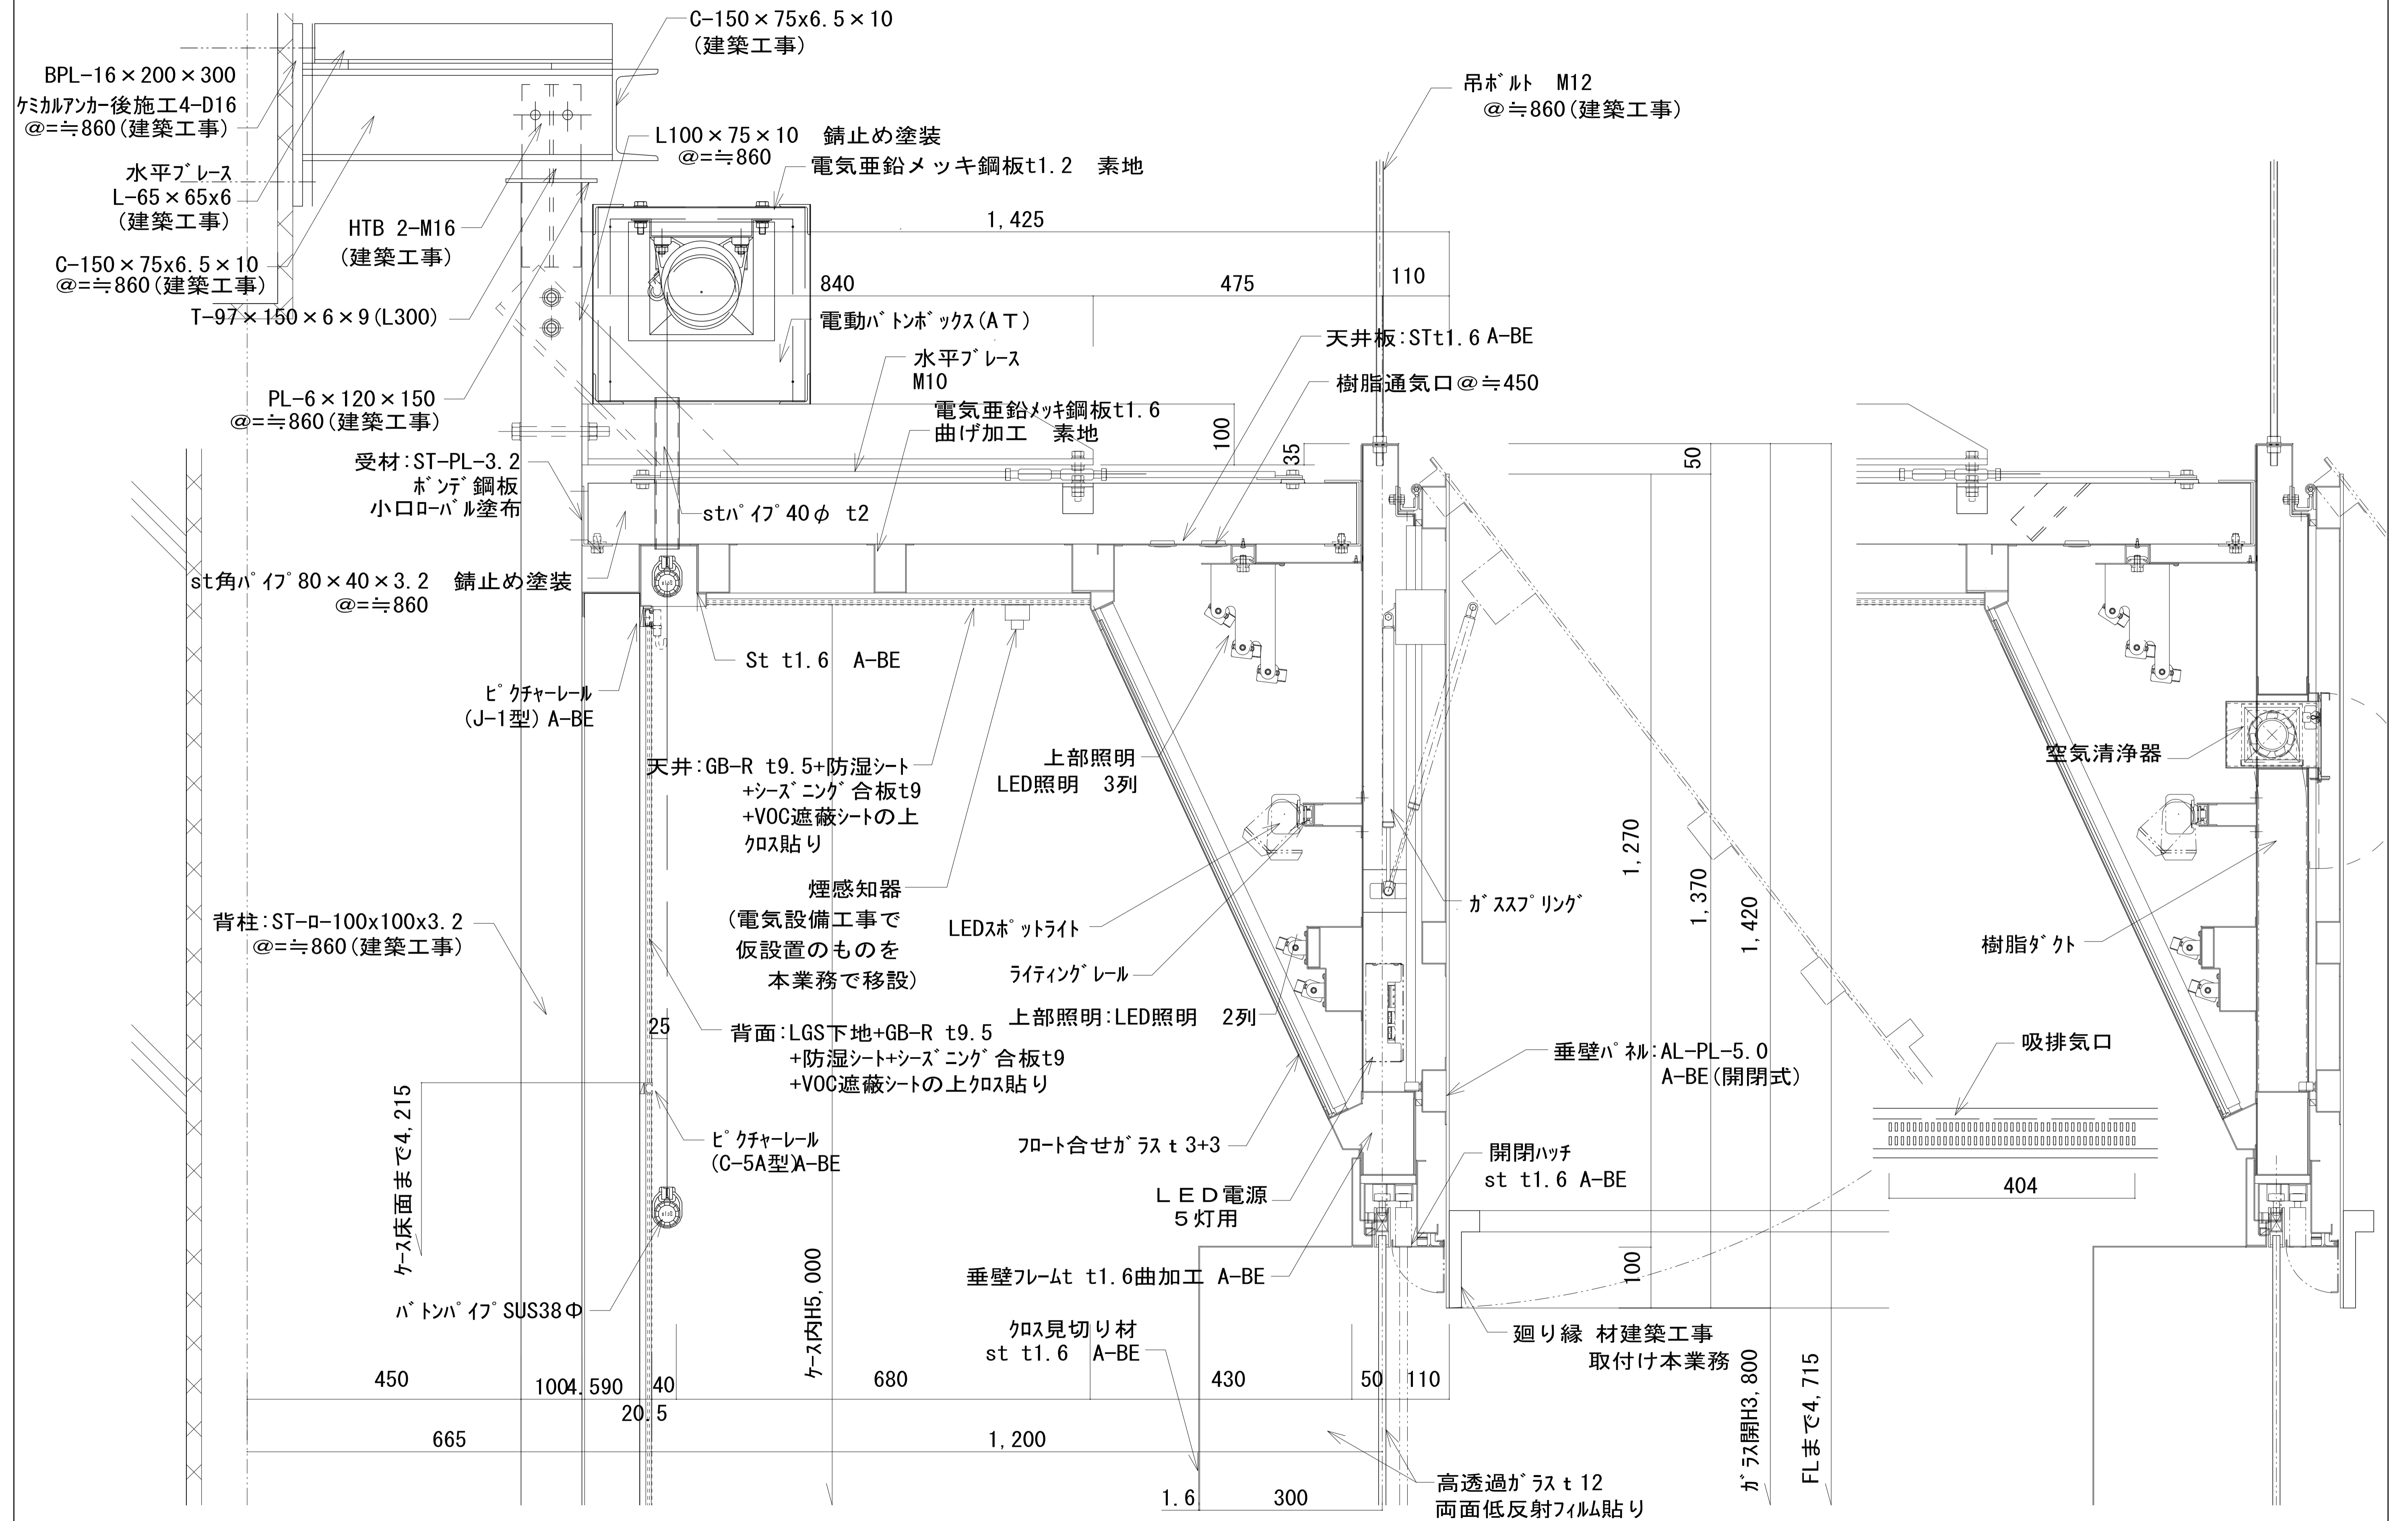 C-150×75x6.5×10
(建築工事)
BPL-16×200×300
ケミカルアンカー後施工4-D16
@=≒860(建築工事)
水平ブレース
L-65×65x6
(建築工事)
C-150×75x6.5×10
@=≒860(建築工事)
HTB 2-M16
(建築工事)
T-97×150×6×9(L300)
PL-6×120×150
@=≒860(建築工事)
L100×75×10 錆止め塗装
@=≒860
電気亜鉛メッキ鋼板t1.2 素地
吊ボルト M12
@≒860(建築工事)
1,425
840
475
110
電動バトンボックス(AT)
水平ブレース
M10
天井板:STt1.6 A-BE
樹脂通気口@≒450
電気亜鉛メッキ鋼板t1.6
曲げ加工 素地
100
35
50
受材:ST-PL-3.2
ボンデ鋼板
小口ローバル塗布
stパイプ40φ t2
st角パイプ80×40×3.2 錆止め塗装
@=≒860
St t1.6 A-BE
ピクチャーレール
(J-1型) A-BE
天井:GB-R t9.5+防湿シート
+シーズニング合板t9
+VOC遮蔽シートの上
クロス貼り
上部照明
LED照明 3列
空気清浄器
煙感知器
(電気設備工事で
仮設置のものを
本業務で移設)
LEDスポットライト
ガススプリング
1,270
1,370
1,420
背柱:ST-ロ-100x100x3.2
@=≒860(建築工事)
樹脂ダクト
ライティングレール
上部照明:LED照明 2列
25
背面:LGS下地+GB-R t9.5
+防湿シート+シーズニング合板t9
+VOC遮蔽シートの上クロス貼り
垂壁パネル:AL-PL-5.0
A-BE(開閉式)
吸排気口
404
ケース床面まで4,215
ピクチャーレール
(C-5A型)A-BE
フロート合せガラス t 3+3
開閉ハッチ
st t1.6 A-BE
LED電源
5灯用
100
垂壁フレームt t1.6曲加工 A-BE
バトンパイプSUS38Φ
ケース内H5,000
クロス見切り材
st t1.6 A-BE
廻り縁 材建築工事
取付け本業務
ガラス開H3,800
FLまで4,715
450
100
4.5
90
20.5
40
680
430
50
110
665
1,200
1.6
300
高透過ガラス t 12
両面低反射フィルム貼り